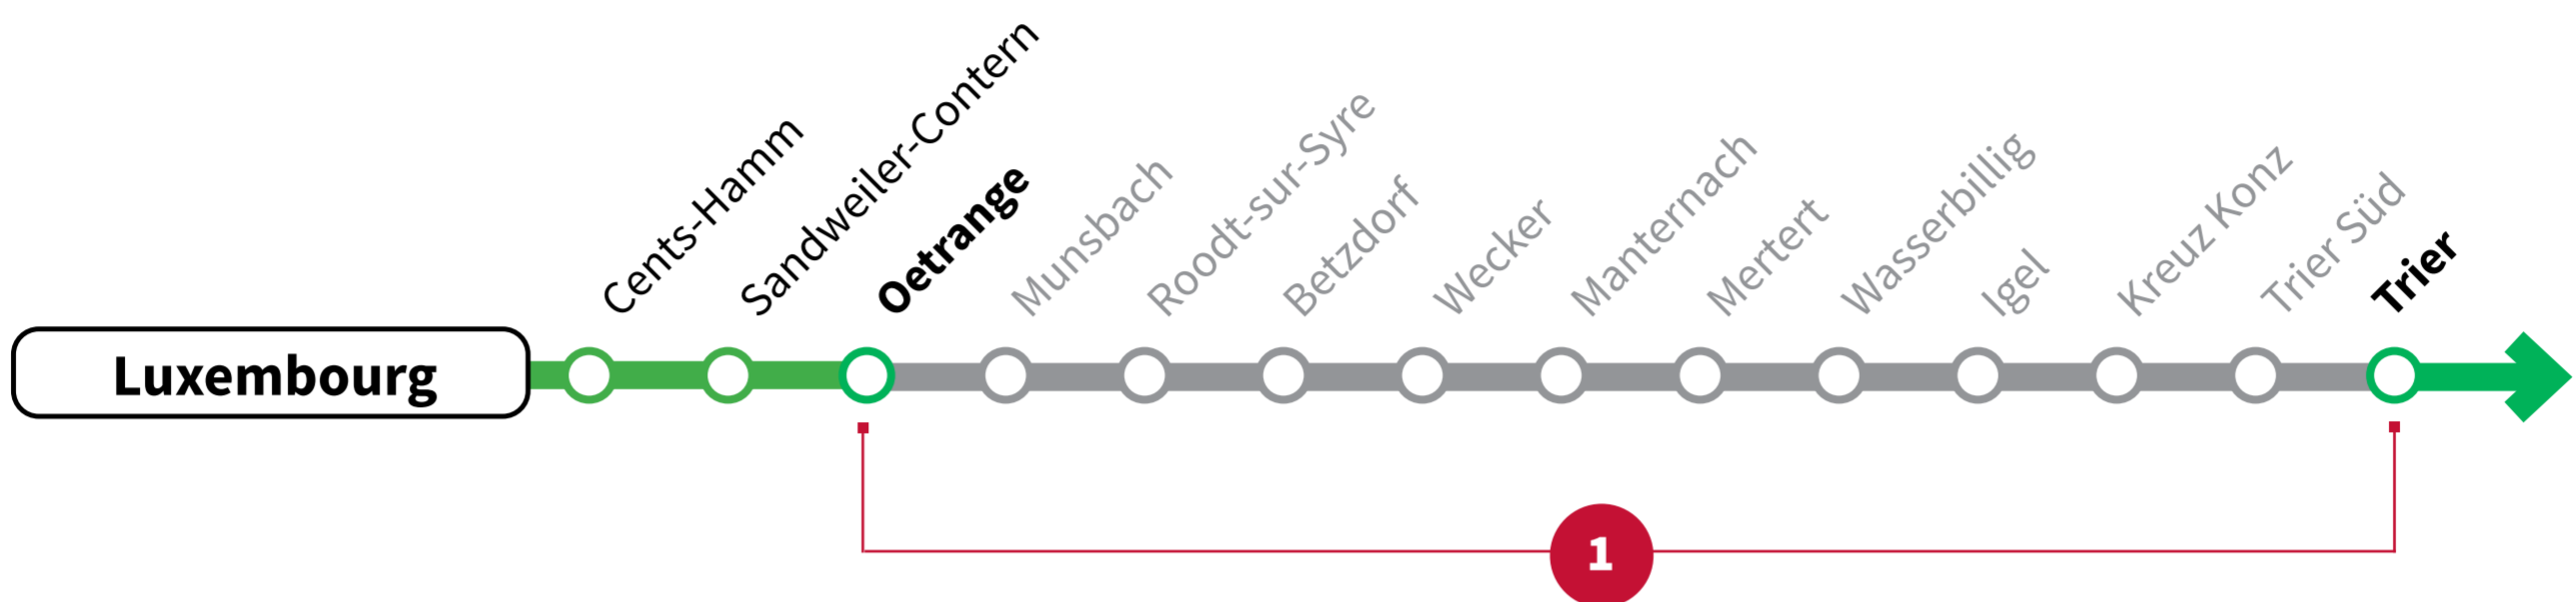 Luxembourg
Cents-Hamm
Sandweiler-Contern
Oetrange
Munsbach
Roodt-sur-Syre
Betzdorf
Wecker
Manternach
Mertert
Wasserbillig
Igel
Kreuz Konz
Trier Süd
Trier
1